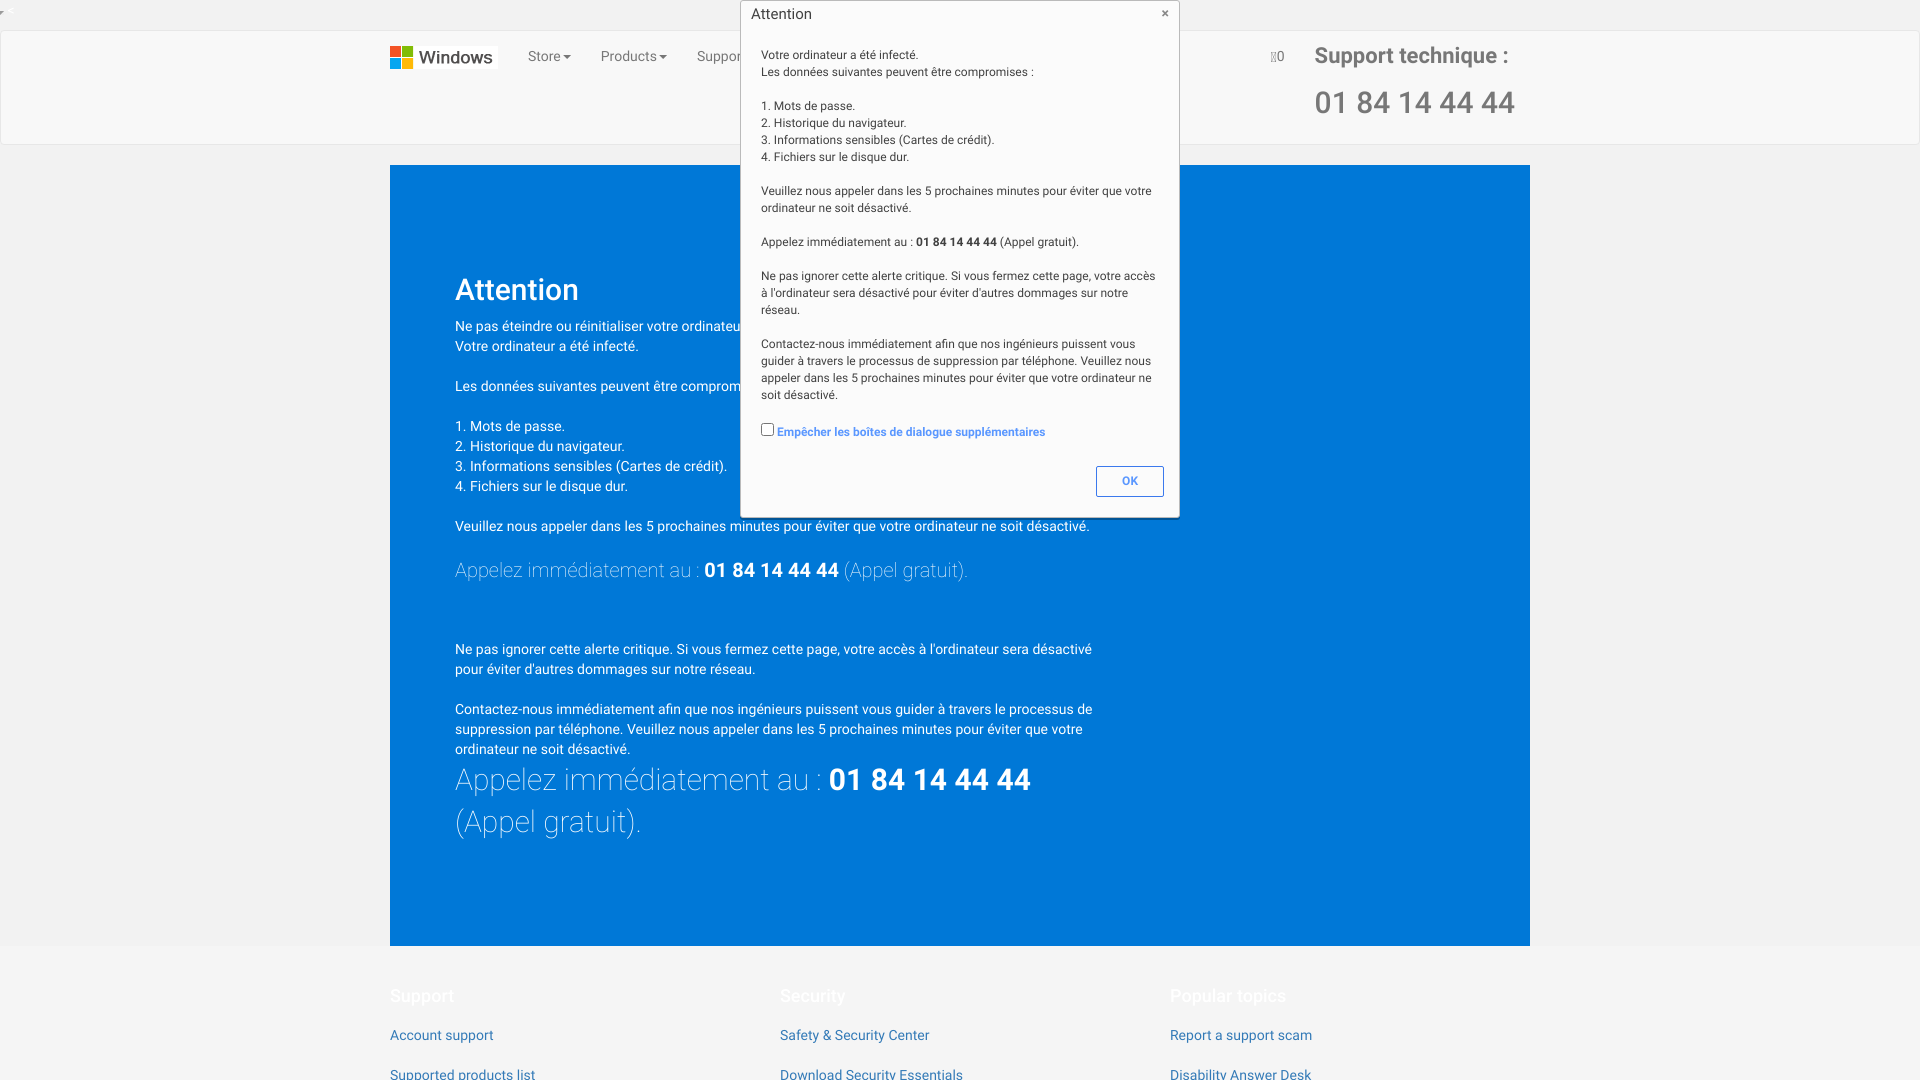 Windows
Store
Products
Suppor
0
Support technique :
01 84 14 44 44
Attention
×
Votre ordinateur a été infecté.
Les données suivantes peuvent être compromises :
1. Mots de passe.
2. Historique du navigateur.
3. Informations sensibles (Cartes de crédit).
4. Fichiers sur le disque dur.
Veuillez nous appeler dans les 5 prochaines minutes pour éviter que votre
ordinateur ne soit désactivé.
Appelez immédiatement au : 01 84 14 44 44 (Appel gratuit).
Ne pas ignorer cette alerte critique. Si vous fermez cette page, votre accès
à l'ordinateur sera désactivé pour éviter d'autres dommages sur notre
réseau.
Contactez-nous immédiatement afin que nos ingénieurs puissent vous
guider à travers le processus de suppression par téléphone. Veuillez nous
appeler dans les 5 prochaines minutes pour éviter que votre ordinateur ne
soit désactivé.
Empêcher les boîtes de dialogue supplémentaires
OK
Attention
Ne pas éteindre ou réinitialiser votre ordinateu
Votre ordinateur a été infecté.
Les données suivantes peuvent être comprom
1. Mots de passe.
2. Historique du navigateur.
3. Informations sensibles (Cartes de crédit).
4. Fichiers sur le disque dur.
Veuillez nous appeler dans les 5 prochaines minutes pour éviter que votre ordinateur ne soit désactivé.
Appelez immédiatement au : 01 84 14 44 44 (Appel gratuit).
Ne pas ignorer cette alerte critique. Si vous fermez cette page, votre accès à l'ordinateur sera désactivé
pour éviter d'autres dommages sur notre réseau.
Contactez-nous immédiatement afin que nos ingénieurs puissent vous guider à travers le processus de
suppression par téléphone. Veuillez nous appeler dans les 5 prochaines minutes pour éviter que votre
ordinateur ne soit désactivé.
Appelez immédiatement au : 01 84 14 44 44
(Appel gratuit).
Support
Security
Popular topics
Account support
Safety & Security Center
Report a support scam
Supported products list
Download Security Essentials
Disability Answer Desk